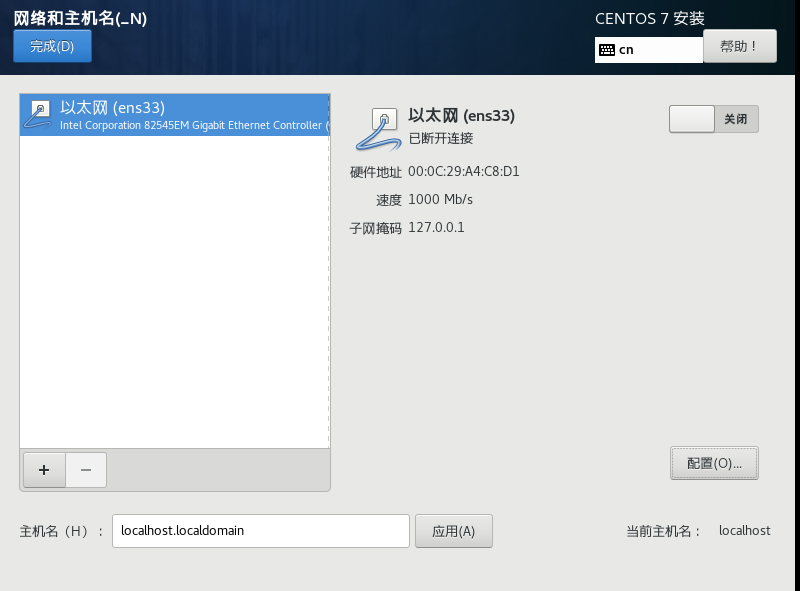 网络和主机名(_N)
CENTOS 7 安装
完成(D)
cn
帮助！
以太网 (ens33)
Intel Corporation 82545EM Gigabit Ethernet Controller (
以太网 (ens33)
已断开连接
关闭
硬件地址 00:0C:29:A4:C8:D1
速度 1000 Mb/s
子网掩码 127.0.0.1
+ −
配置(O)...
主机名（H）：
localhost.localdomain
应用(A)
当前主机名： localhost